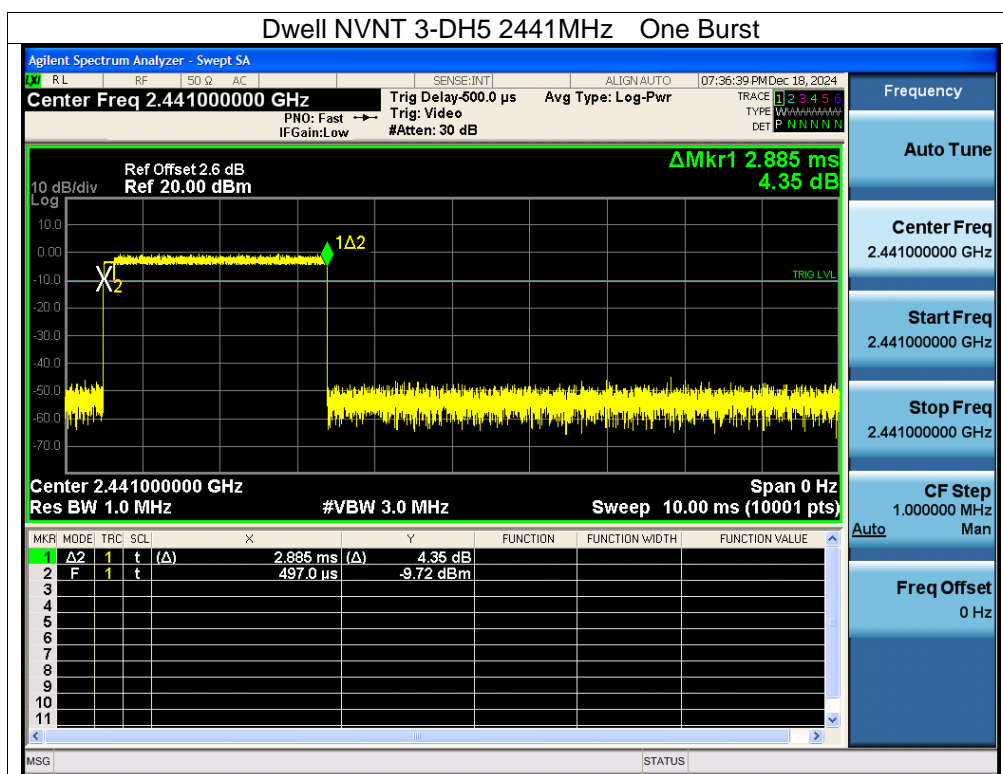 Dwell NVNT 3-DH5 2441MHz One Burst
Agilent Spectrum Analyzer - Swept SA
LXI RL RF 50 Ω AC SENSE:INT ALIGN AUTO 07:36:39 PM Dec 18, 2024
Center Freq 2.441000000 GHz Trig Delay-500.0 µs Avg Type: Log-Pwr TRACE 1 2 3 4 5 6
PNO: Fast Trig: Video TYPE WWWWWW
IFGain:Low #Atten: 30 dB DET P N N N N N
Ref Offset 2.6 dB ΔMkr1 2.885 ms
10 dB/div Ref 20.00 dBm 4.35 dB
Log
10.0
0.00
-10.0
-20.0
-30.0
-40.0
-50.0
-60.0
-70.0
1Δ2
2
TRIG LVL
Center 2.441000000 GHz Span 0 Hz
Res BW 1.0 MHz #VBW 3.0 MHz Sweep 10.00 ms (10001 pts)
MKR MODE TRC SCL X Y FUNCTION FUNCTION WIDTH FUNCTION VALUE
1 Δ2 1 t (Δ) 2.885 ms (Δ) 4.35 dB
2 F 1 t 497.0 µs -9.72 dBm
3
4
5
6
7
8
9
10
11
MSG STATUS
Frequency
Auto Tune
Center Freq
2.441000000 GHz
Start Freq
2.441000000 GHz
Stop Freq
2.441000000 GHz
CF Step
1.000000 MHz
Auto Man
Freq Offset
0 Hz